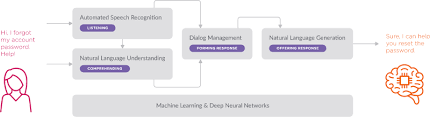 Hi, I forgot
my account
password
Help!
Automated Speech Recognition
LISTENING
Natural Language Understanding
COMPREHENDING
Dialog Management
FORMING RESPONSE
Natural Language Generation
OFFERING RESPONSE
Sure, I can help
you reset the
password.
Machine Learning & Deep Neural Networks